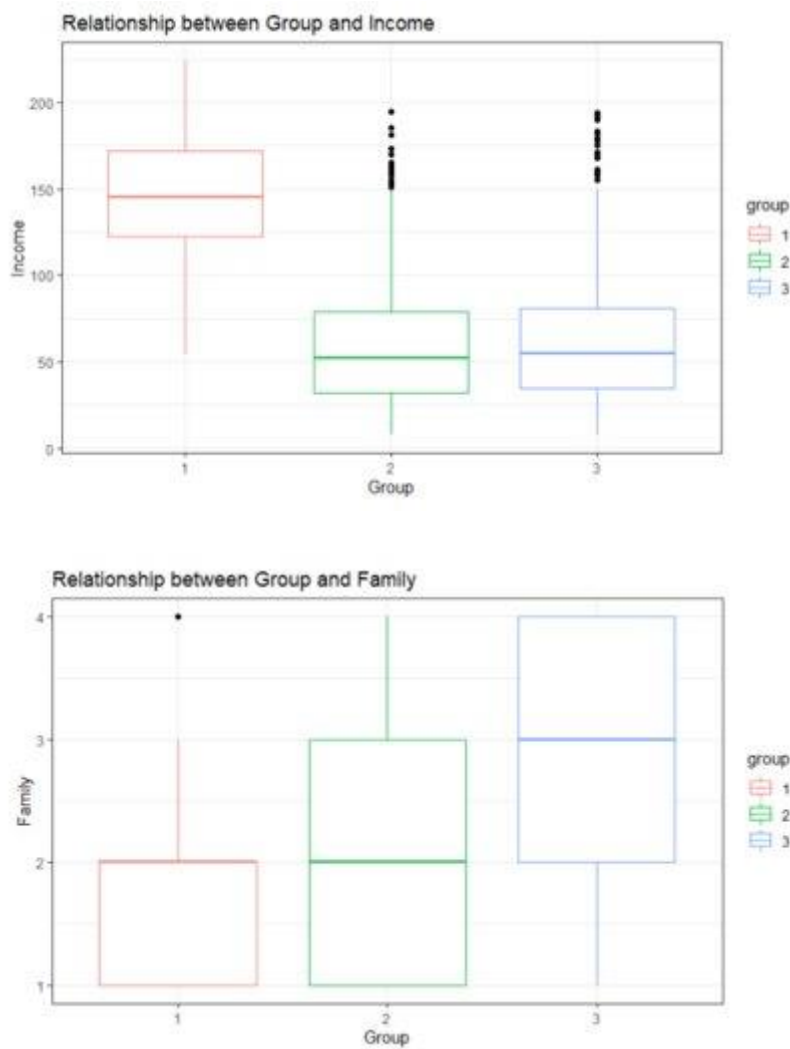 Relationship between Group and Income
200
150
100
50
0
Income
1 2 3
Group
group
1
2
3
Relationship between Group and Family
4
3
2
1
Family
1 2 3
Group
group
1
2
3